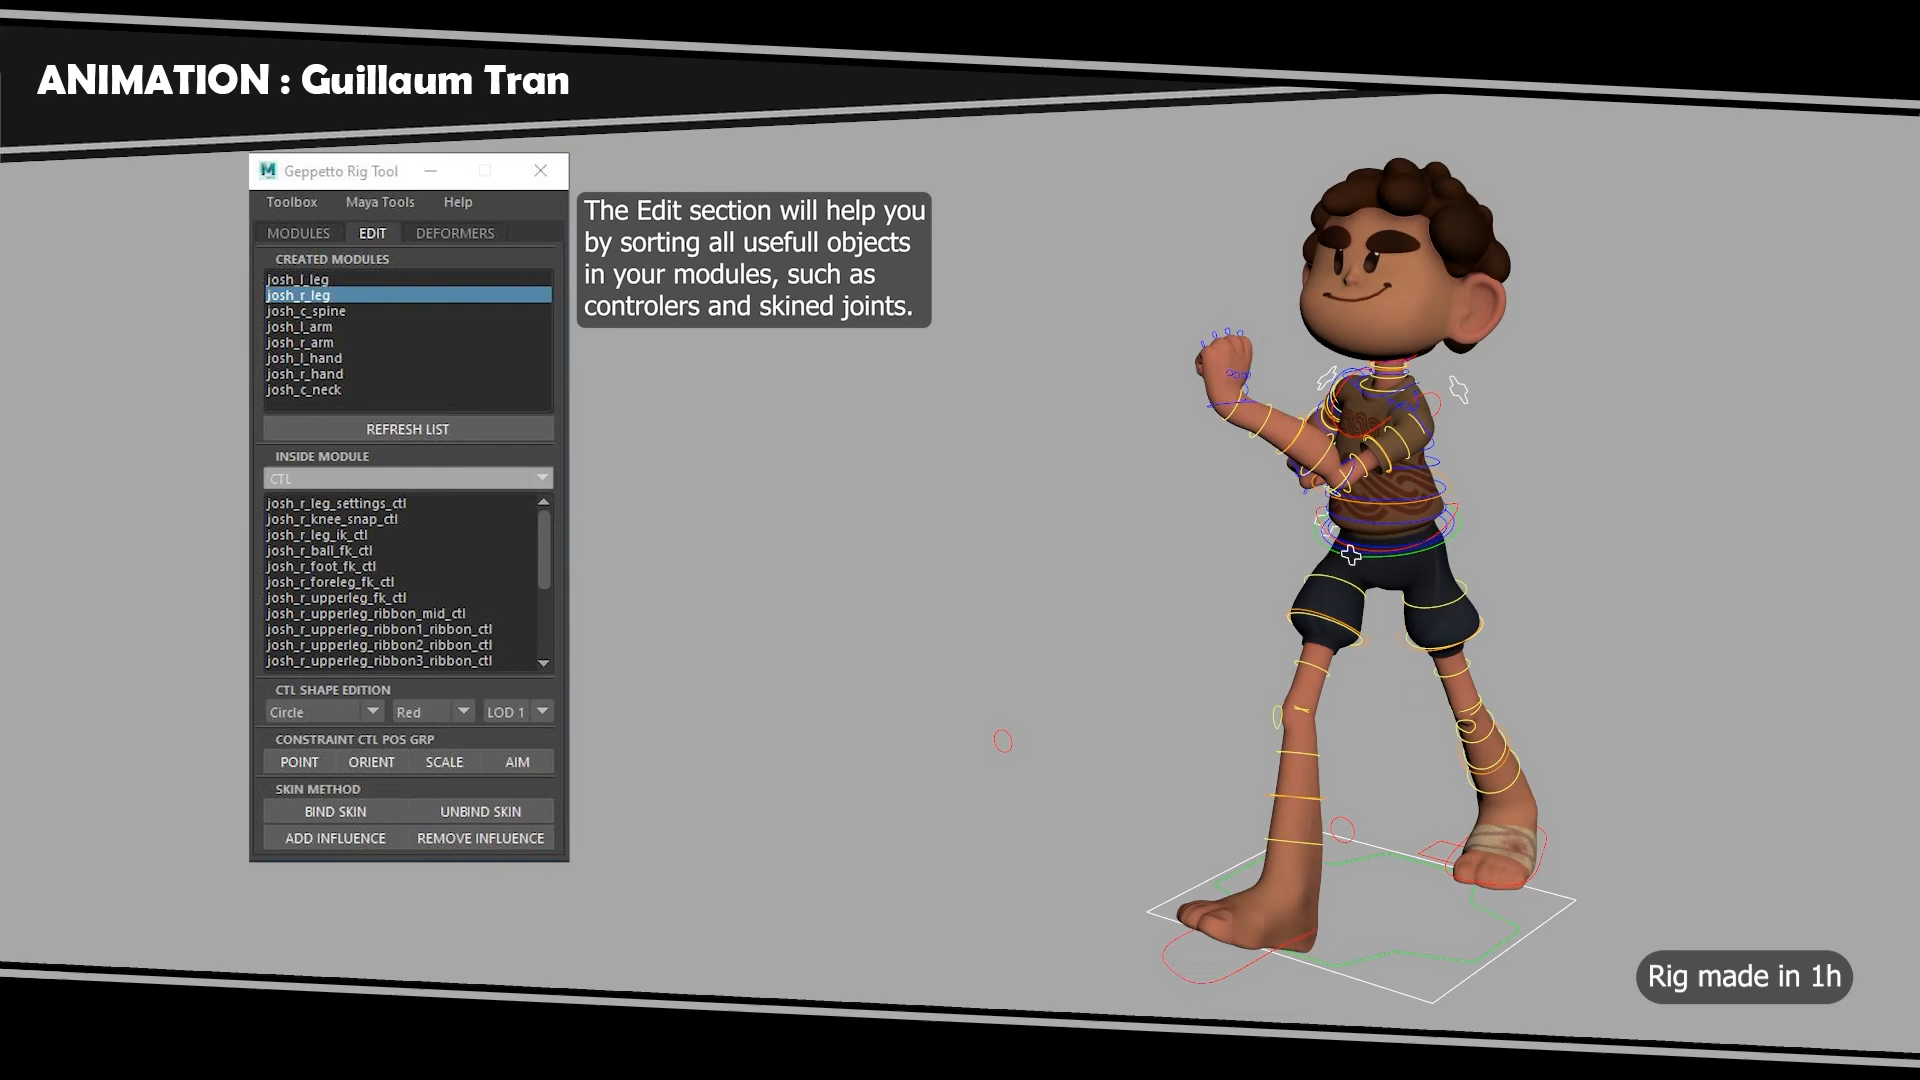 ANIMATION : Guillaum Tran
M Geppetto Rig Tool
Toolbox Maya Tools Help
MODULES EDIT DEFORMERS
CREATED MODULES
josh_l_leg
josh_r_leg
josh_c_spine
josh_l_arm
josh_r_arm
josh_l_hand
josh_r_hand
josh_c_neck
REFRESH LIST
INSIDE MODULE
CTL
josh_r_leg_settings_ctl
josh_r_knee_snap_ctl
josh_r_leg_ik_ctl
josh_r_ball_fk_ctl
josh_r_foot_fk_ctl
josh_r_foreleg_fk_ctl
josh_r_upperleg_fk_ctl
josh_r_upperleg_ribbon_mid_ctl
josh_r_upperleg_ribbon1_ribbon_ctl
josh_r_upperleg_ribbon2_ribbon_ctl
josh_r_upperleg_ribbon3_ribbon_ctl
CTL SHAPE EDITION
Circle Red LOD 1
CONSTRAINT CTL POS GRP
POINT ORIENT SCALE AIM
SKIN METHOD
BIND SKIN UNBIND SKIN
ADD INFLUENCE REMOVE INFLUENCE
The Edit section will help you
by sorting all usefull objects
in your modules, such as
controlers and skined joints.
Rig made in 1h